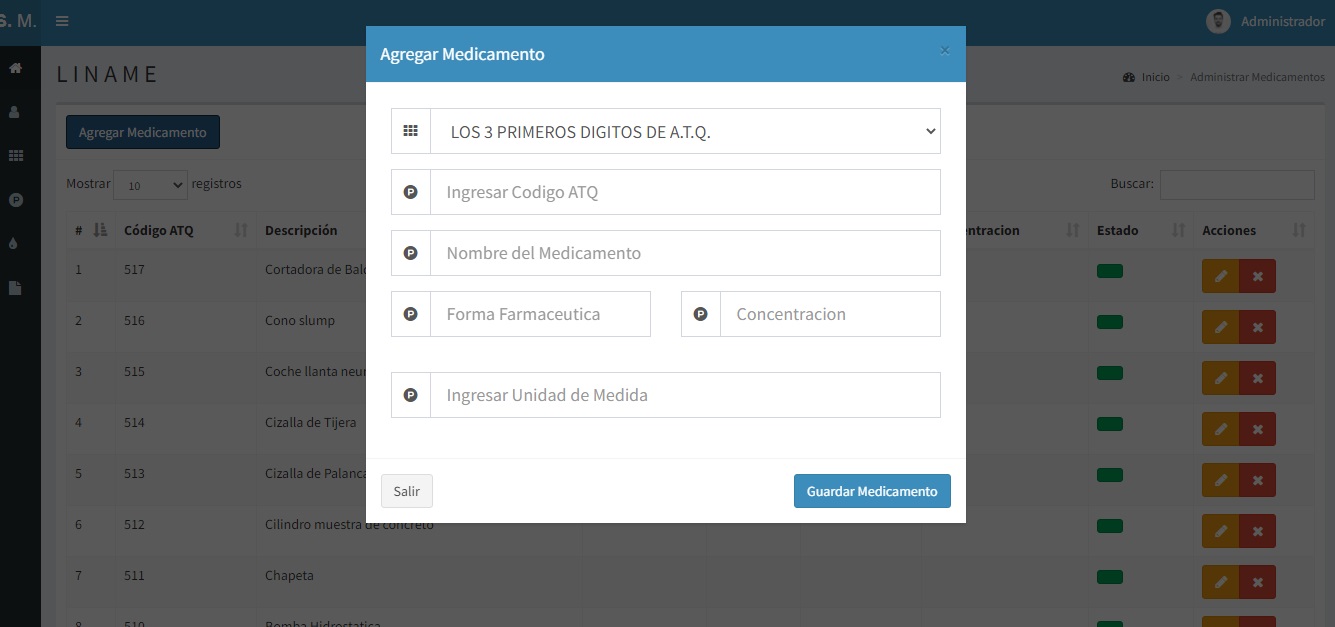 S. M.
Administrador
Agregar Medicamento
×
L I N A M E
Inicio > Administrar Medicamentos
LOS 3 PRIMEROS DIGITOS DE A.T.Q.
Agregar Medicamento
Mostrar 10 registros
Buscar:
Ingresar Codigo ATQ
# Código ATQ Descripción
entración Estado Acciones
Nombre del Medicamento
1 517 Cortadora de Bal
2 516 Cono slump
Forma Farmaceutica
Concentracion
3 515 Coche llanta neu
Ingresar Unidad de Medida
4 514 Cizalla de Tijera
5 513 Cizalla de Palanca
Salir
Guardar Medicamento
6 512 Cilindro muestra de concreto
7 511 Chapeta
8 510 Bomba Hidrostatica